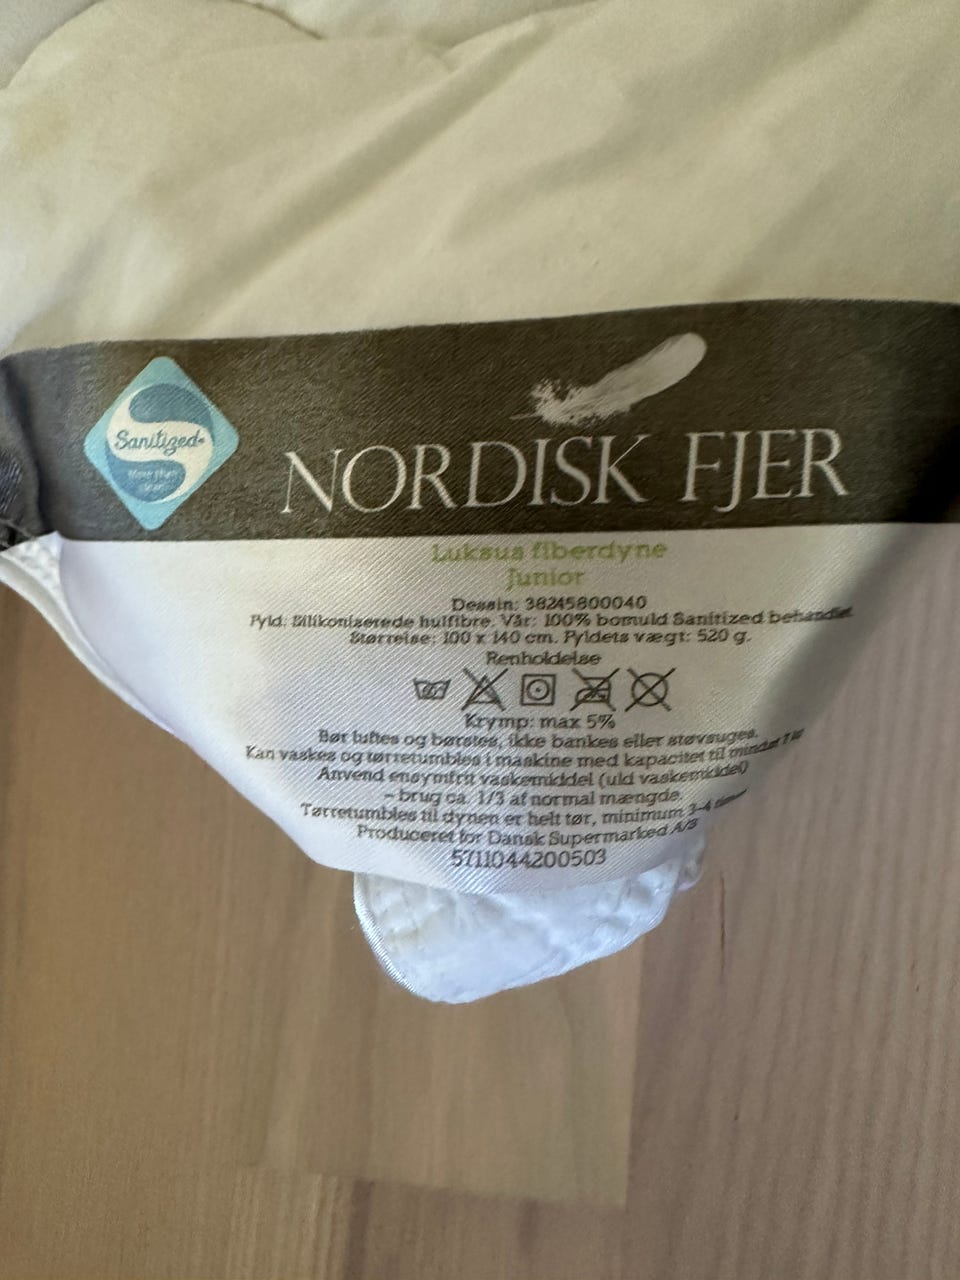 Sanitized
NORDISK FJER
Luksus fiberdyne
Junior
Dessin: 38245800040
Fyld: Silikoniserede hulfibre. Vår: 100% bomuld Sanitized behandlet
Størrelse: 100 x 140 cm. Fyldets vægt: 520 g.
Renholdelse
Krymp: max 5%
Bør luftes og børstes, ikke bankes eller støvsuges.
Kan vaskes og tørretumbles i maskine med kapacitet til mindst 7
Anvend ensymfrit vaskemiddel (uld vaskemiddel)
- brug ca. 1/3 af normal mængde.
Tørretumbles til dynen er helt tør, minimum 3-4 timer
Produceret for Dansk Supermarked A/S
5711044200503